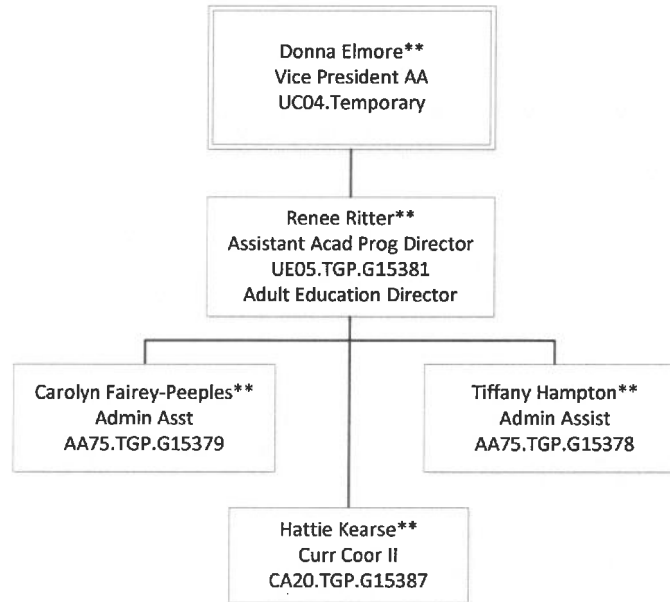 Donna Elmore**
Vice President AA
UC04.Temporary
Renee Ritter**
Assistant Acad Prog Director
UE05.TGP.G15381
Adult Education Director
Carolyn Fairey-Peeples**
Admin Asst
AA75.TGP.G15379
Tiffany Hampton**
Admin Assist
AA75.TGP.G15378
Hattie Kearse**
Curr Coor II
CA20.TGP.G15387